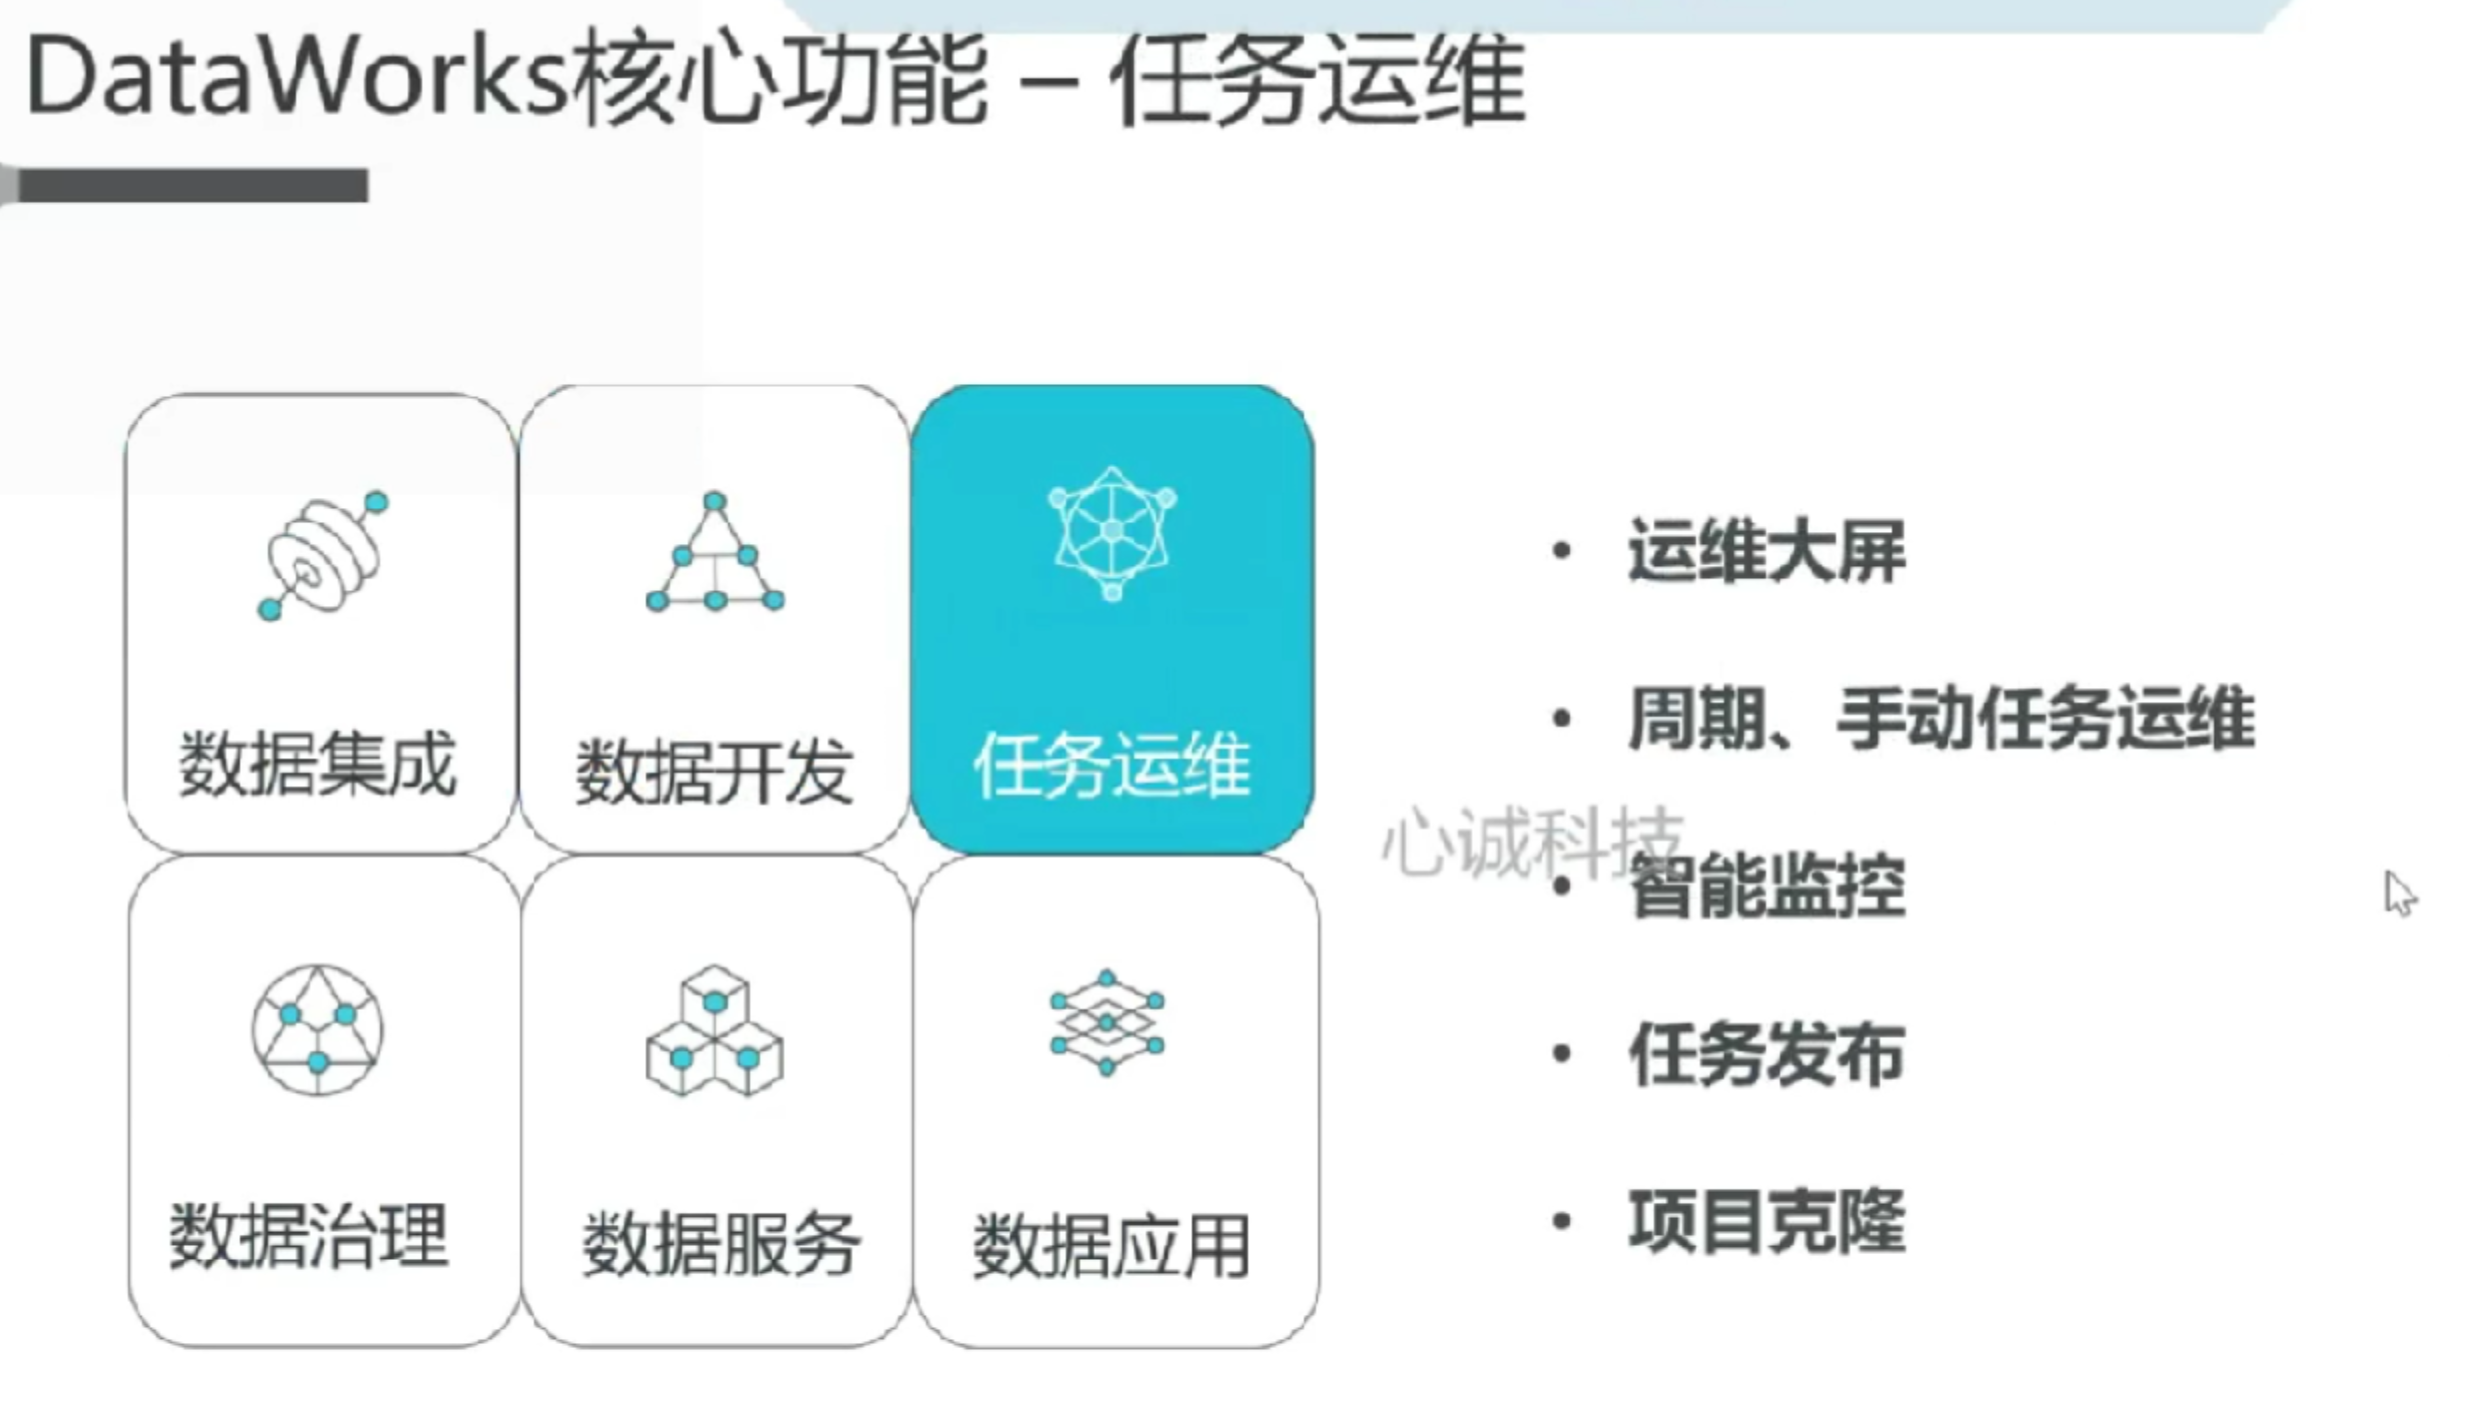 DataWorks核心功能 – 任务运维
数据集成
数据开发
任务运维
数据治理
数据服务
数据应用
• 运维大屏
• 周期、手动任务运维
心诚科技
• 智能监控
• 任务发布
• 项目克隆